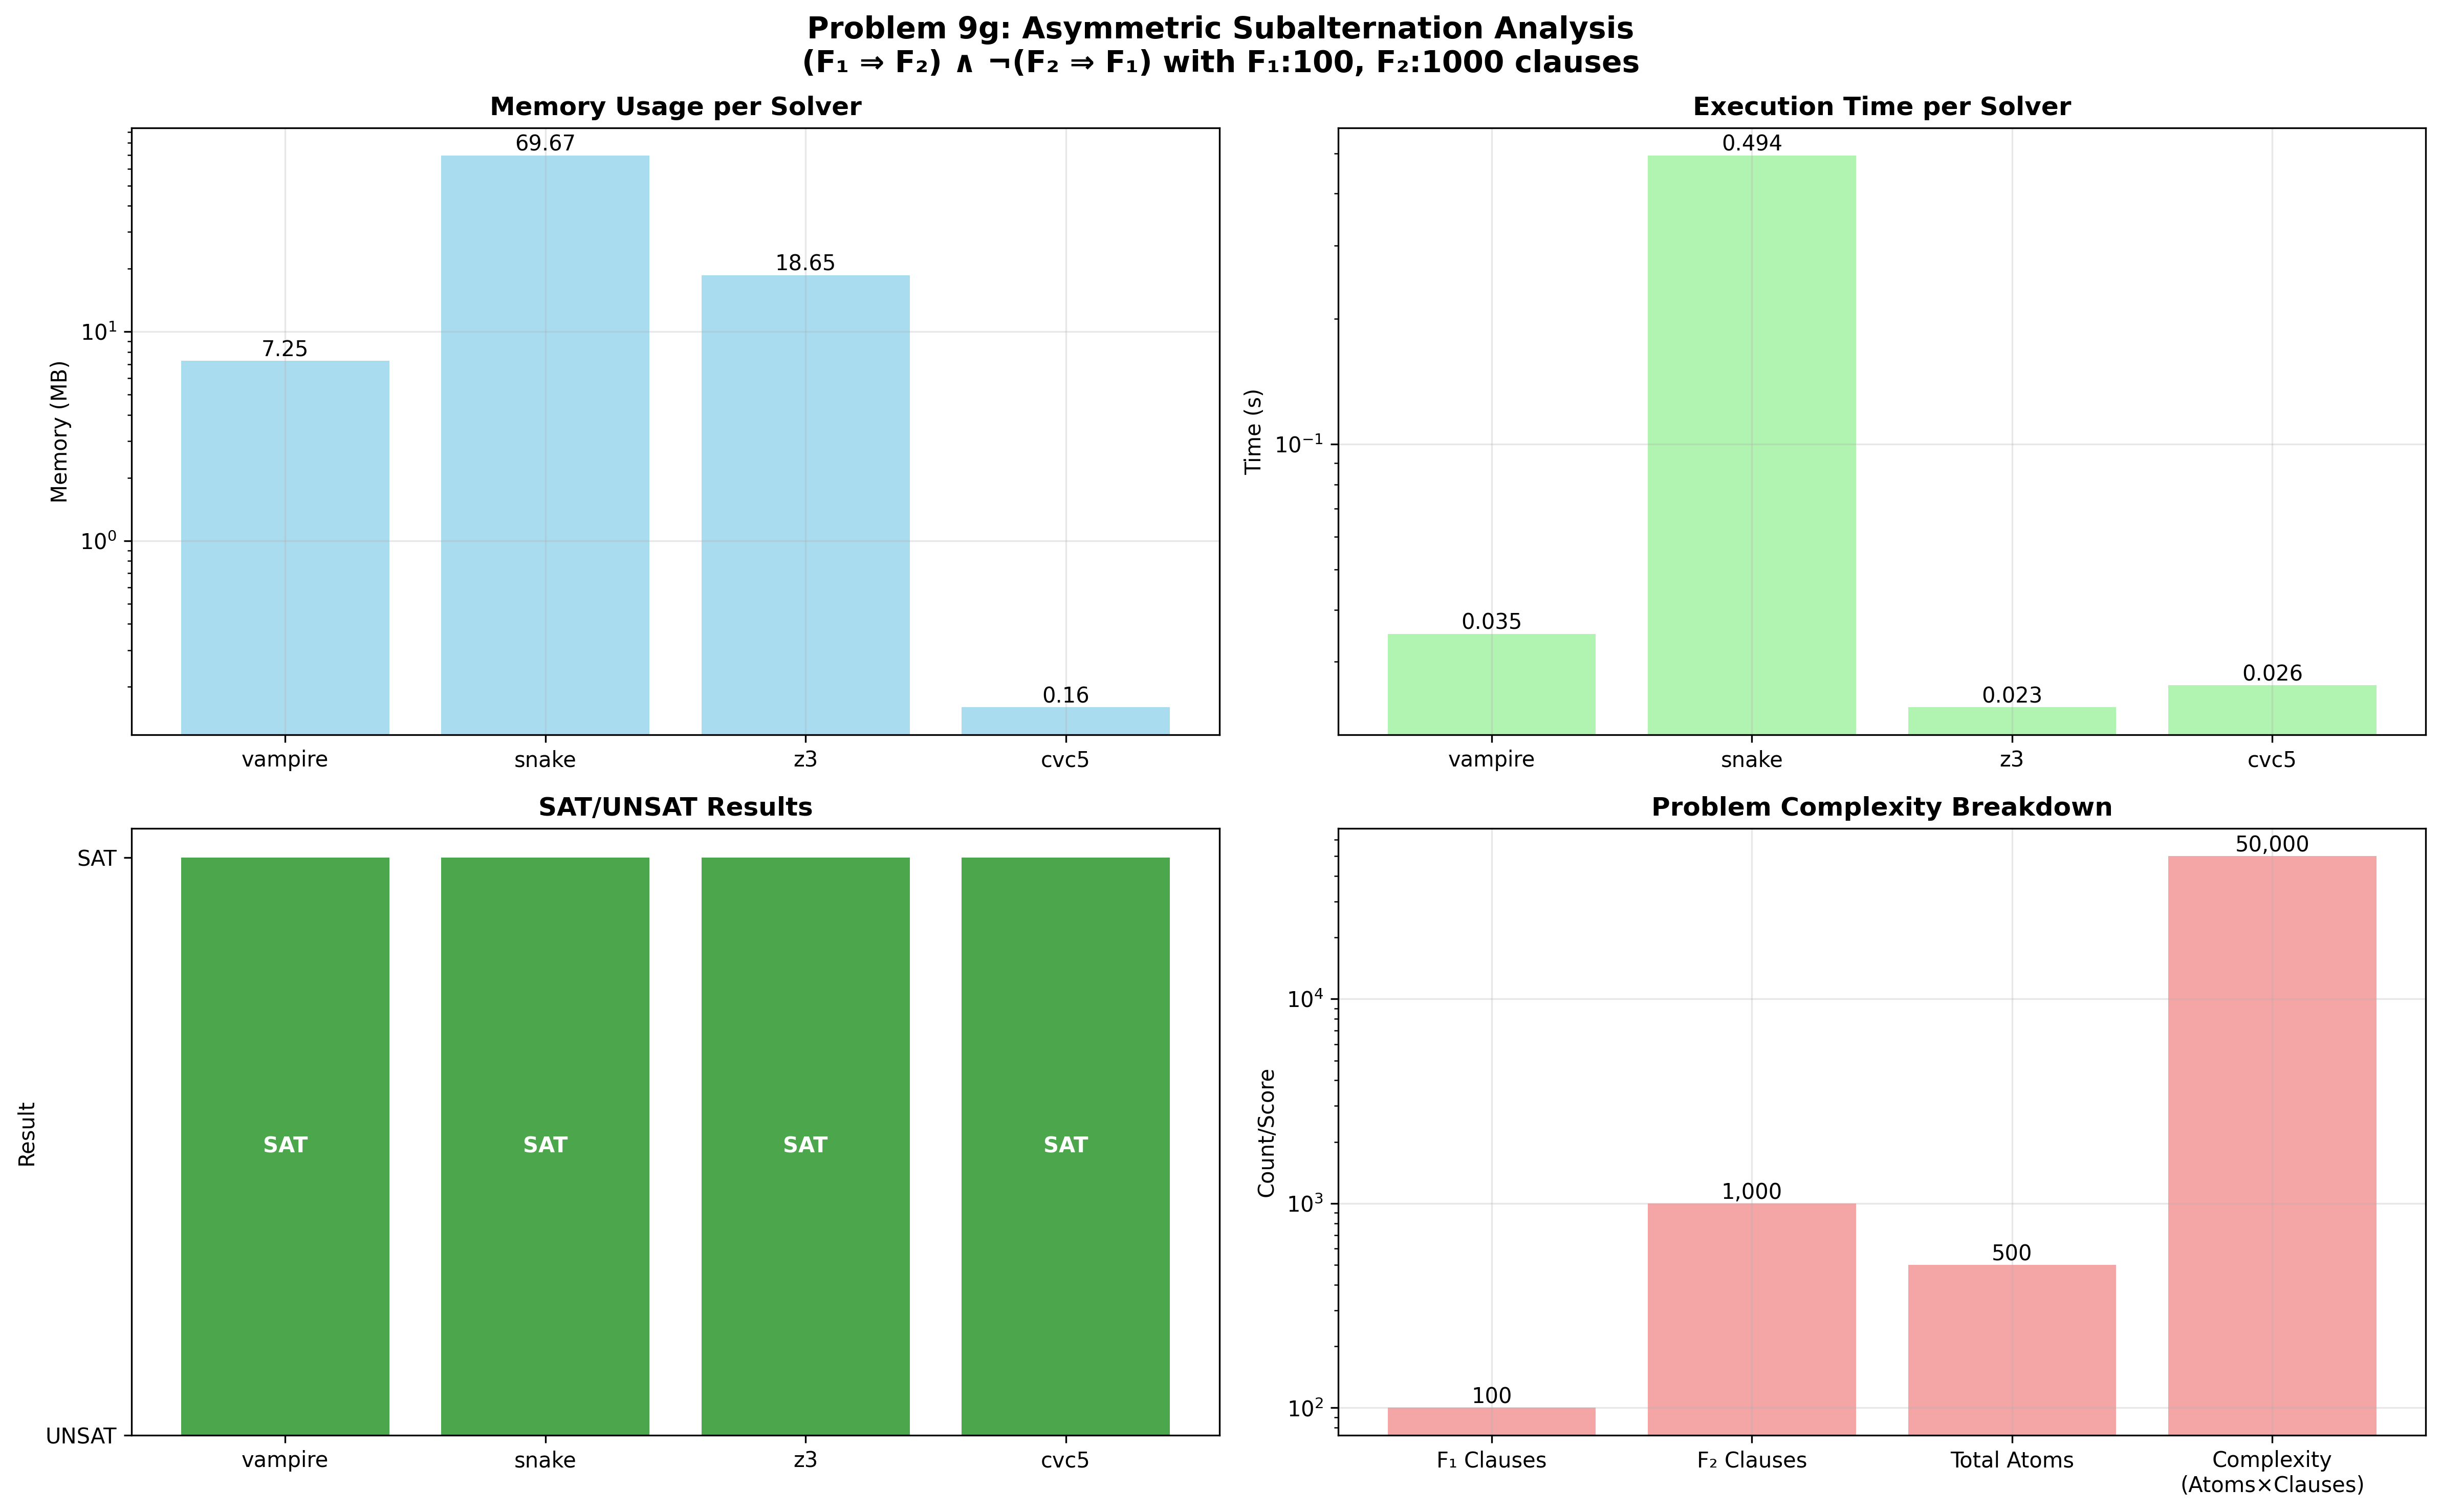 Problem 9g: Asymmetric Subalternation Analysis
(F₁ ⇒ F₂) ∧ ¬(F₂ ⇒ F₁) with F₁:100, F₂:1000 clauses
Memory Usage per Solver
Memory (MB)
10¹
10⁰
7.25
69.67
18.65
0.16
vampire
snake
z3
cvc5
Execution Time per Solver
Time (s)
10⁻¹
0.035
0.494
0.023
0.026
vampire
snake
z3
cvc5
SAT/UNSAT Results
Result
SAT
UNSAT
SAT
SAT
SAT
SAT
vampire
snake
z3
cvc5
Problem Complexity Breakdown
Count/Score
10⁴
10³
10²
100
1,000
500
50,000
F₁ Clauses
F₂ Clauses
Total Atoms
Complexity
(Atoms×Clauses)